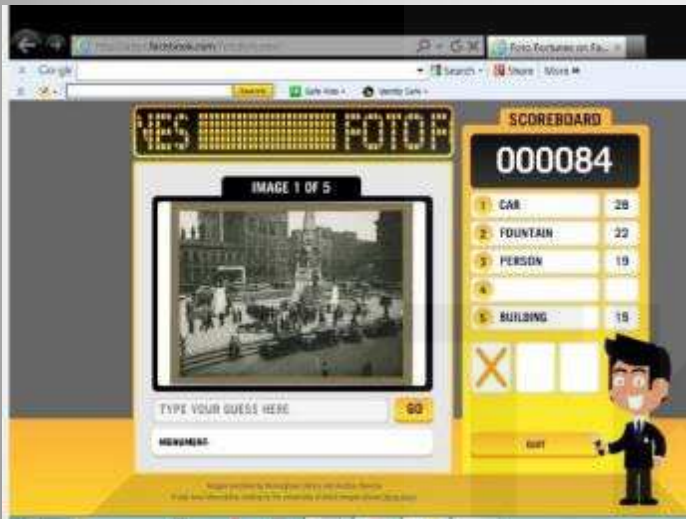 facebook.com
Foto Fortunes on Fa...
Google
Search
Share
More
Search
Safe Web
Identity Safe
NES
FOTO F
SCOREBOARD
000084
IMAGE 1 OF 5
1 CAR 28
2 FOUNTAIN 22
3 PERSON 19
4
5 BUILDING 15
TYPE YOUR GUESS HERE
GO
MONUMENT
QUIT